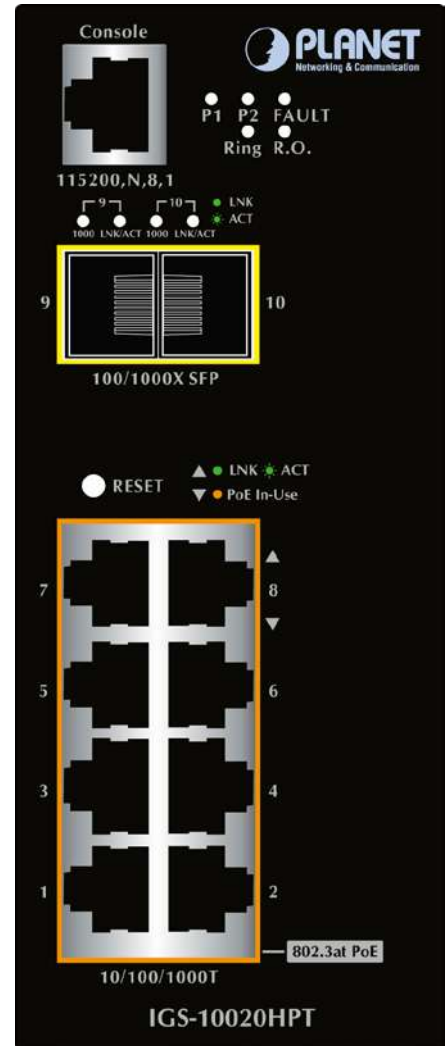 Console
PLANET
Networking & Communication
P1 P2 FAULT
Ring R.O.
115200,N,8,1
9 10 LNK
1000 LNK/ACT 1000 LNK/ACT ACT
9 10
100/1000X SFP
RESET
▲ LNK ACT
▼ PoE In-Use
▲
7 8
▼
5 6
3 4
1 2
802.3at PoE
10/100/1000T
IGS-10020HPT